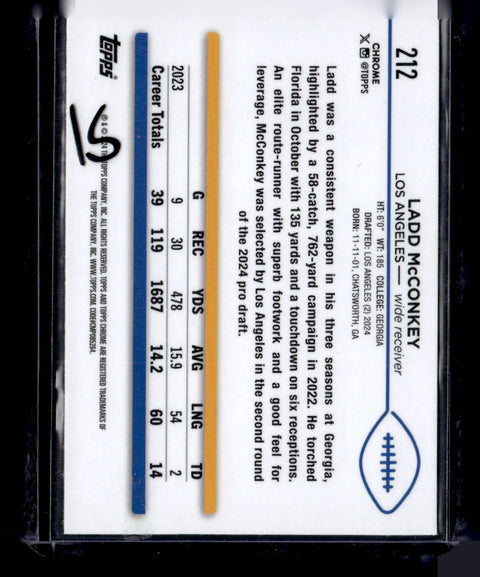 212
LADD McCONKEY
LOS ANGELES — wide receiver
HT: 6'0" WT: 185 COLLEGE: GEORGIA
DRAFTED: LOS ANGELES (2) 2024
BORN: 11-11-01, CHATSWORTH, GA
CHROME
X @TOPPS
Ladd was a consistent weapon in his three seasons at Georgia,
highlighted by a 58-catch, 762-yard campaign in 2022. He torched
Florida in October with 135 yards and a touchdown on six receptions.
An elite route-runner with superb footwork and a good feel for
leverage, McConkey was selected by Los Angeles in the second round
of the 2024 pro draft.
G REC YDS AVG LNG TD
2023 9 30 478 15.9 54 2
Career Totals 39 119 1687 14.2 60 14
topps
® & © 2024 THE TOPPS COMPANY, INC. ALL RIGHTS RESERVED. TOPPS AND TOPPS CHROME ARE REGISTERED TRADEMARKS OF
THE TOPPS COMPANY, INC. WWW.TOPPS.COM.